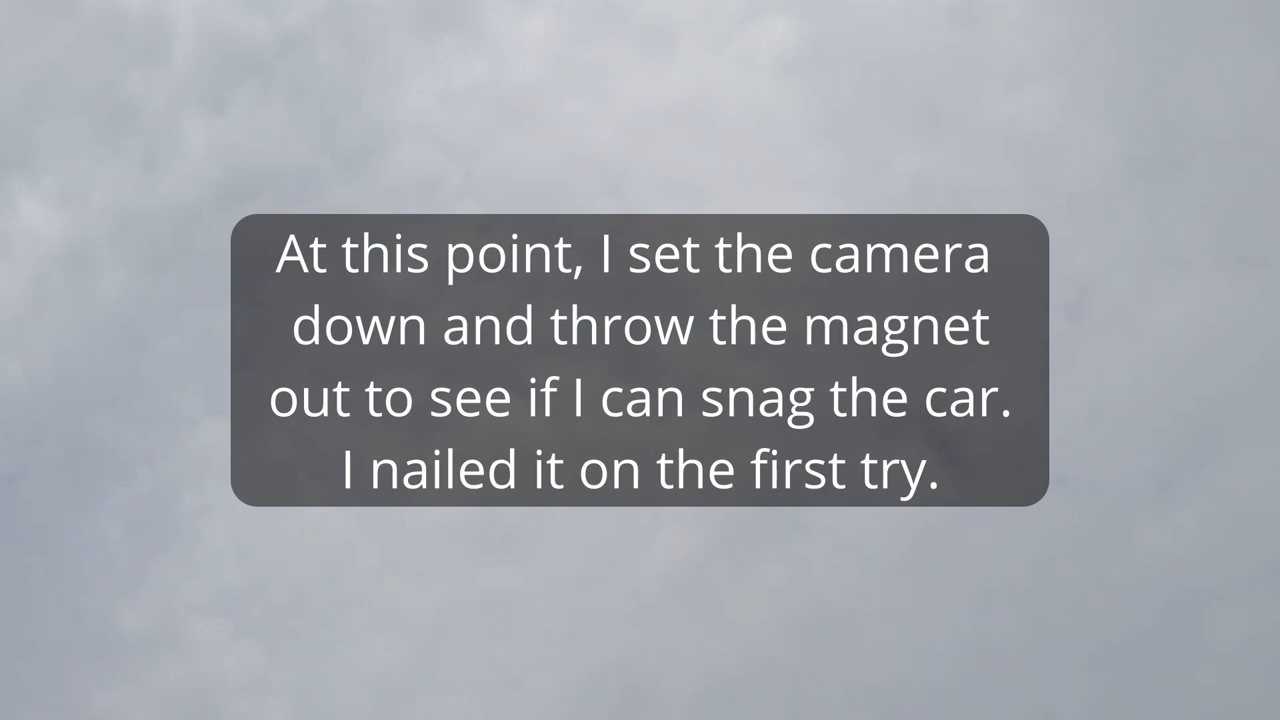 At this point, I set the camera
down and throw the magnet
out to see if I can snag the car.
I nailed it on the first try.